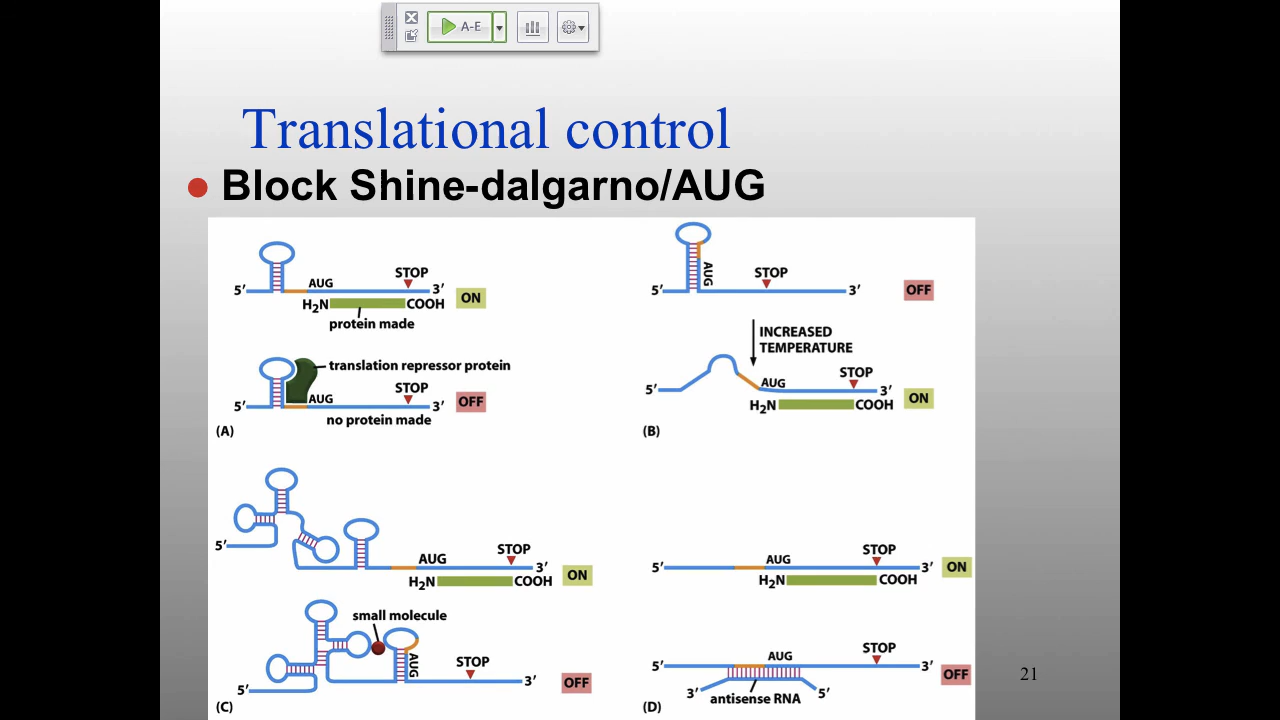 A-E
Translational control
Block Shine-dalgarno/AUG
5′ AUG STOP 3′ ON
H2N COOH
protein made
translation repressor protein
5′ AUG STOP 3′ OFF
no protein made
(A)
AUG
5′ STOP 3′ OFF
INCREASED
TEMPERATURE
5′ AUG STOP 3′
H2N COOH ON
(B)
5′ AUG STOP 3′ ON
H2N COOH
small molecule
AUG
5′ STOP 3′ OFF
(C)
5′ AUG STOP 3′ ON
H2N COOH
5′ AUG STOP 3′ OFF
3′ antisense RNA 5′
(D)
21